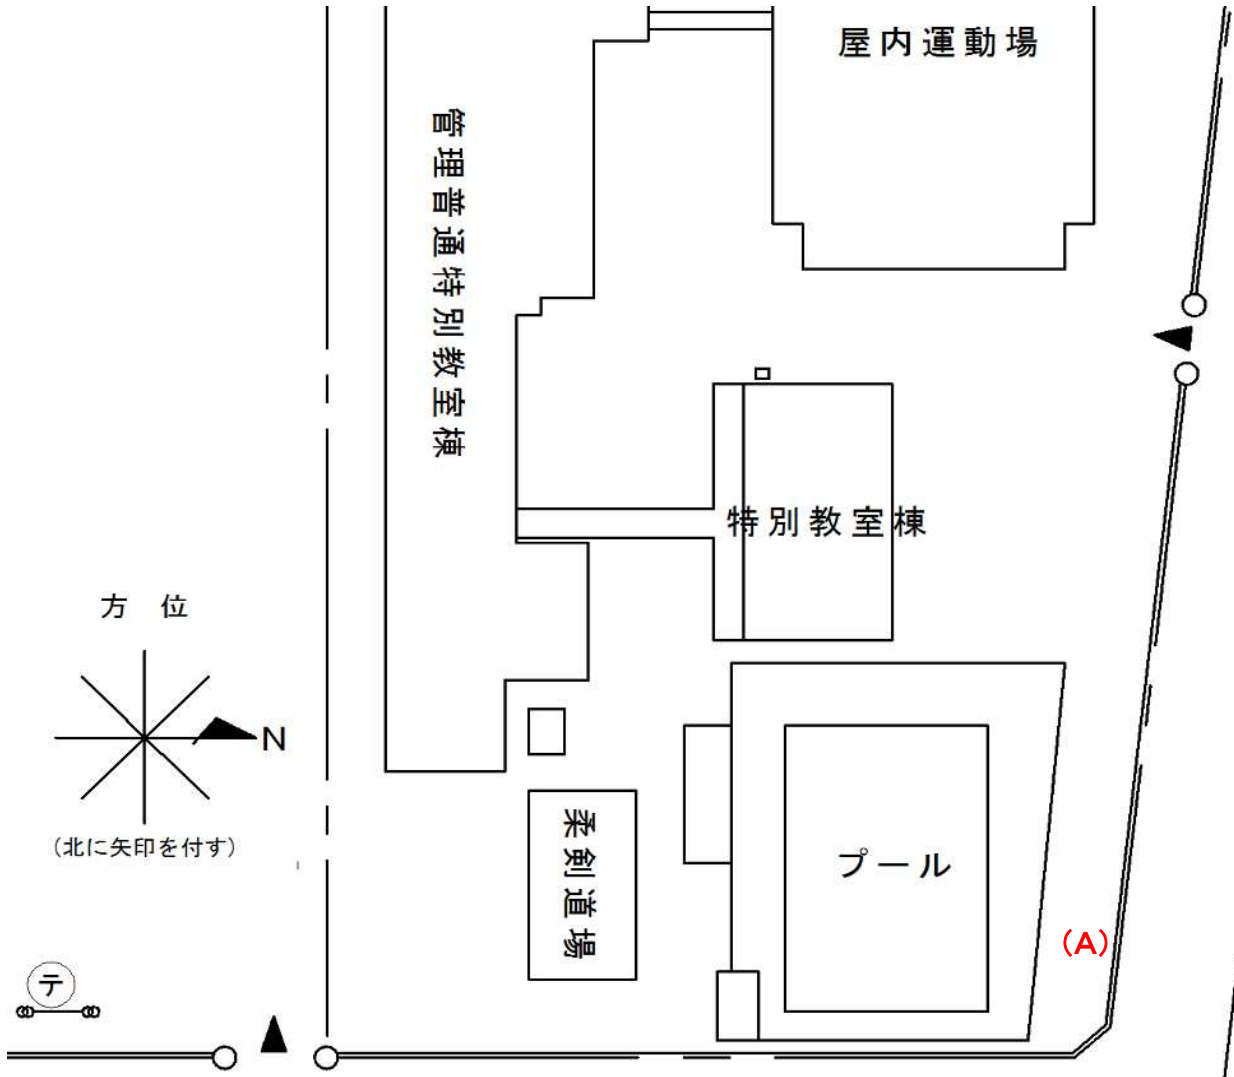 屋内運動場
管理普通特別教室棟
特別教室棟
方 位
N
(北に矢印を付す)
柔剣道場
プール
(A)
テ